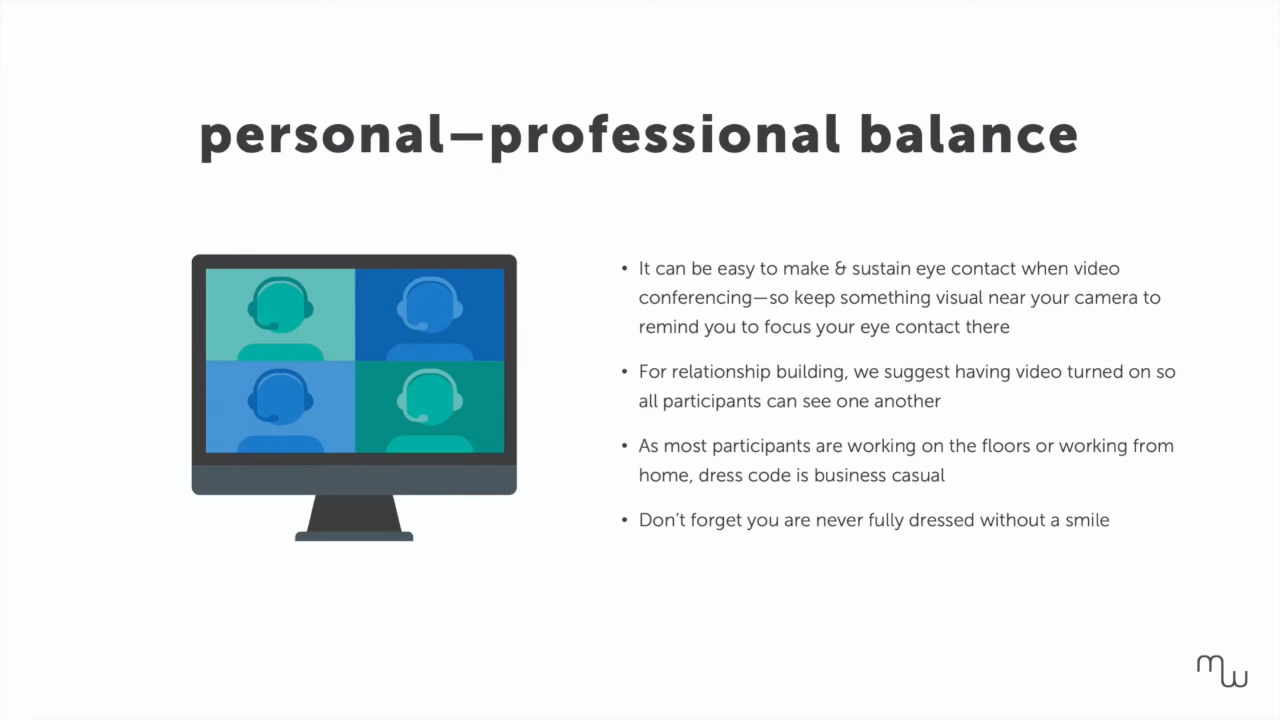 personal—professional balance
• It can be easy to make & sustain eye contact when video
conferencing—so keep something visual near your camera to
remind you to focus your eye contact there
• For relationship building, we suggest having video turned on so
all participants can see one another
• As most participants are working on the floors or working from
home, dress code is business casual
• Don’t forget you are never fully dressed without a smile
mw